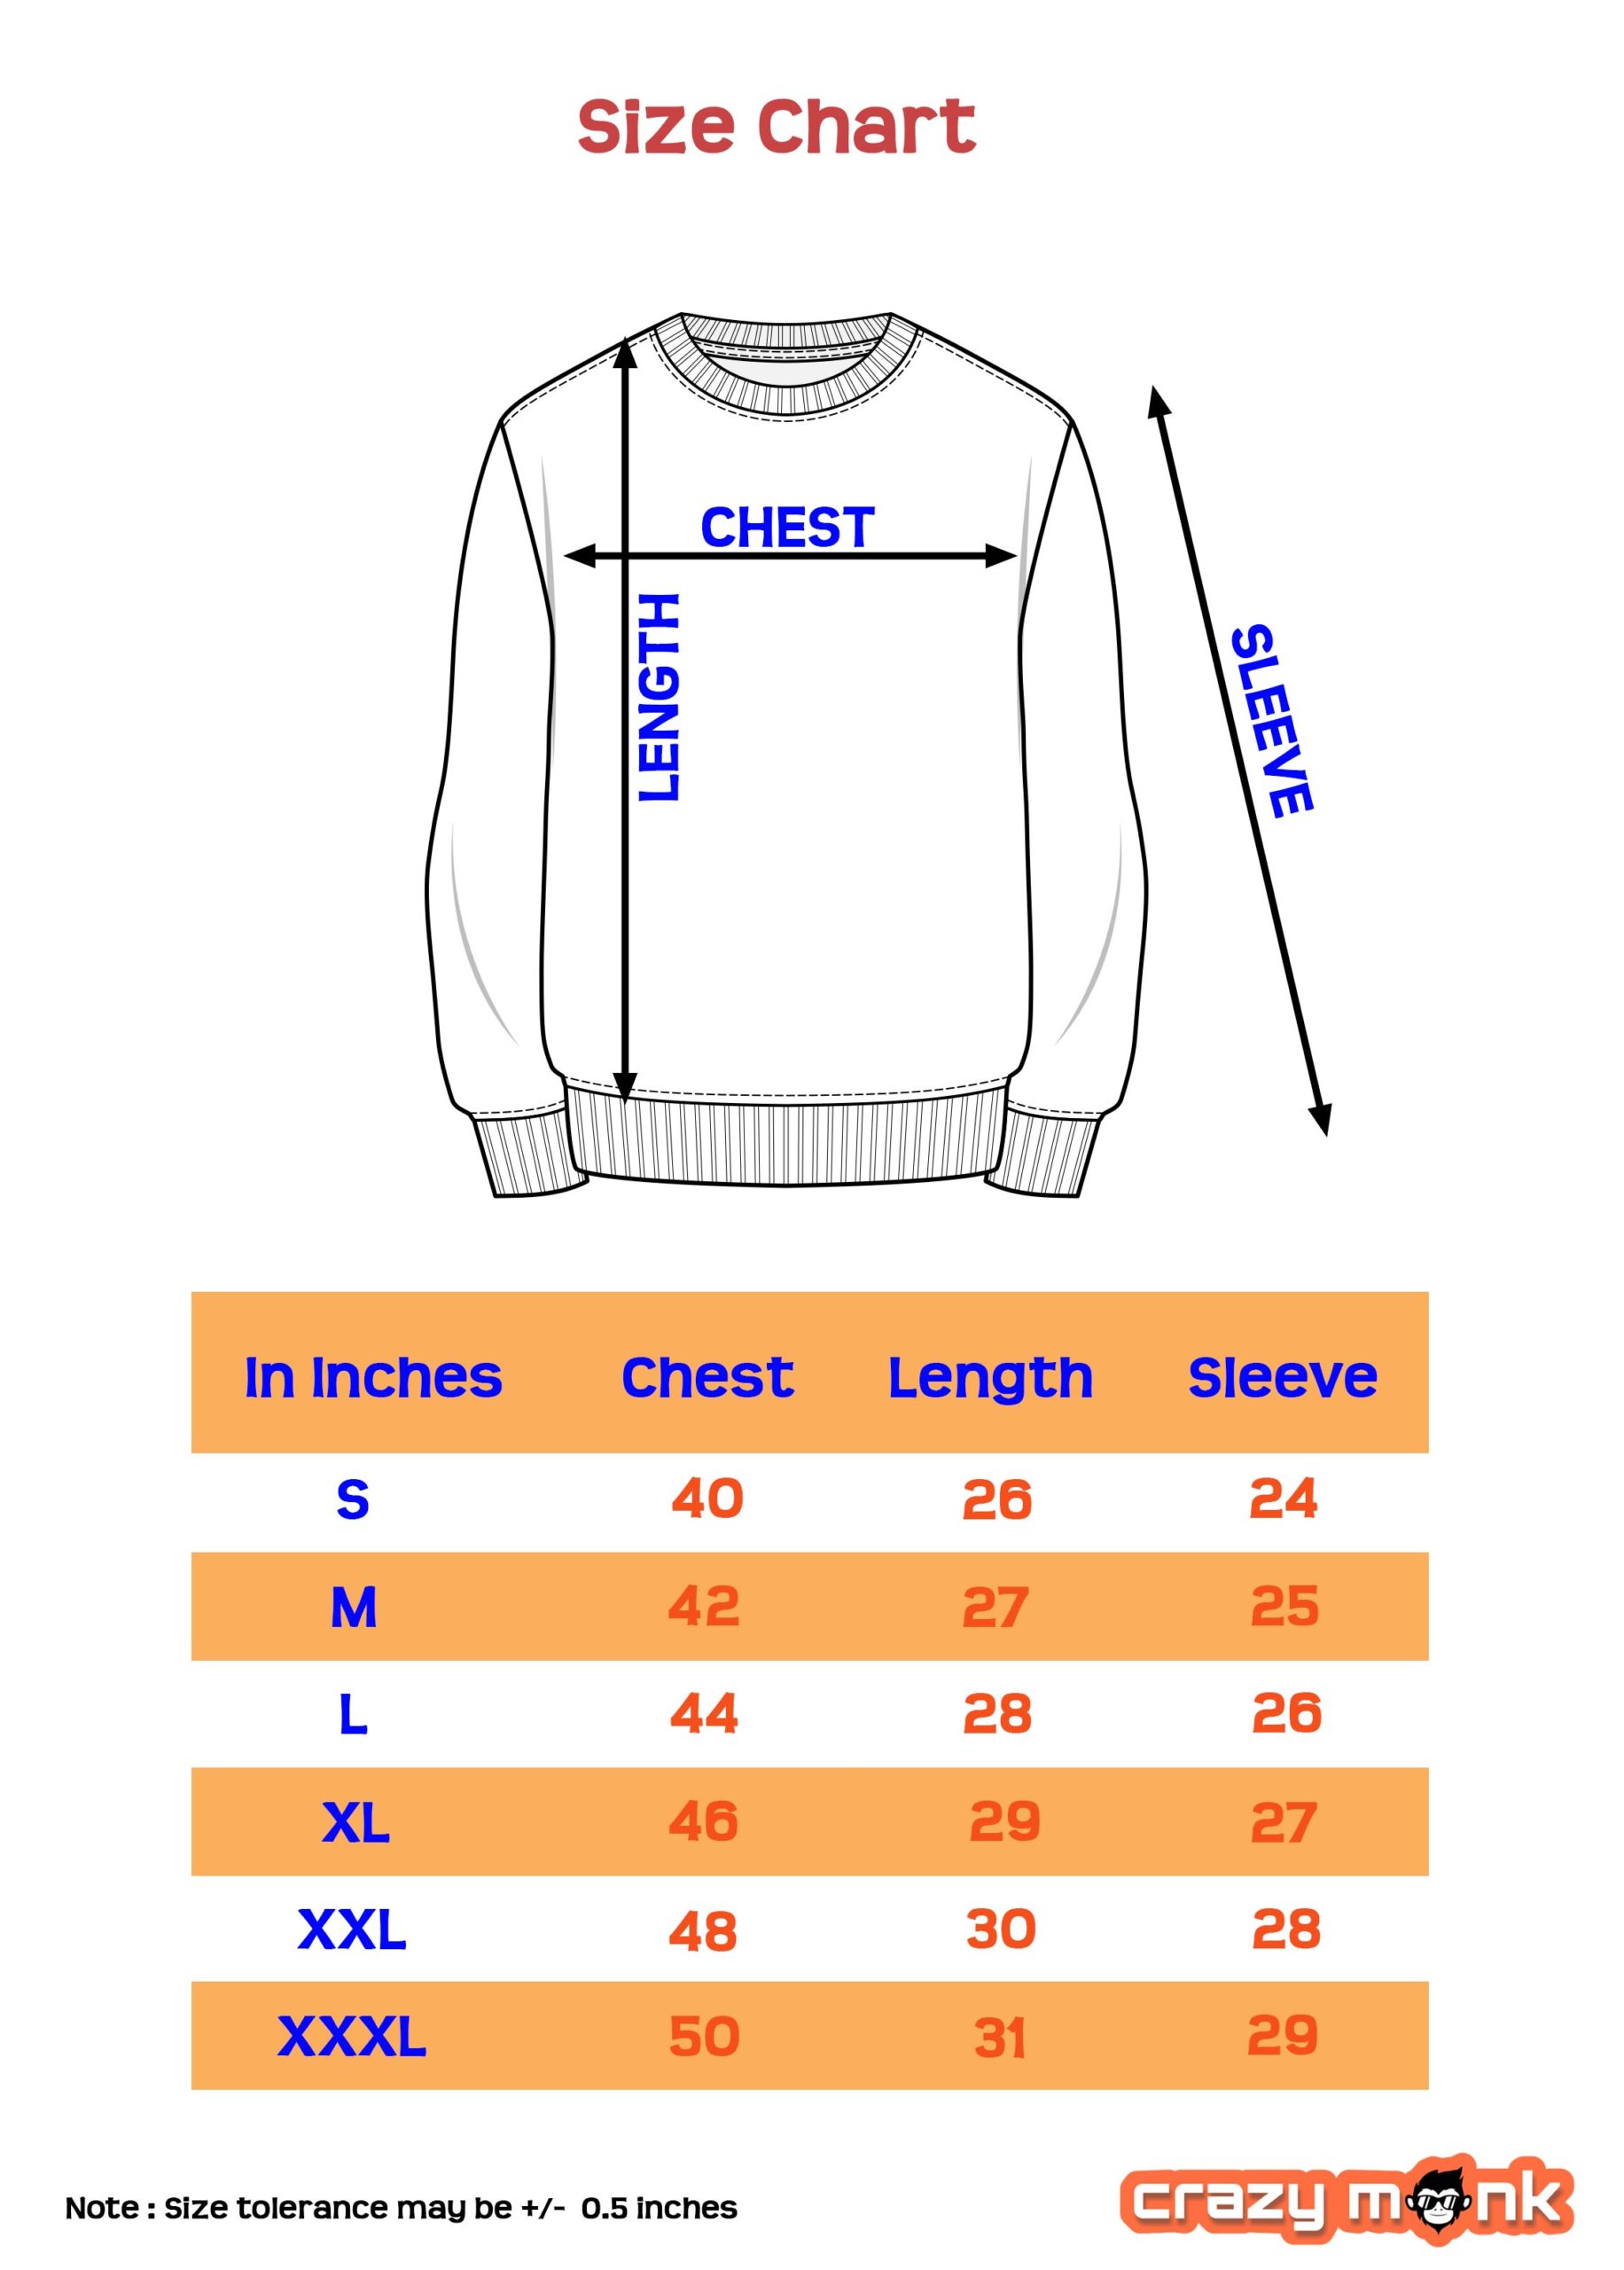 Size Chart
CHEST
LENGTH
SLEEVE
In Inches Chest Length Sleeve
S 40 26 24
M 42 27 25
L 44 28 26
XL 46 29 27
XXL 48 30 28
XXXL 50 31 29
Note : Size tolerance may be +/- 0.5 inches
crazy monk